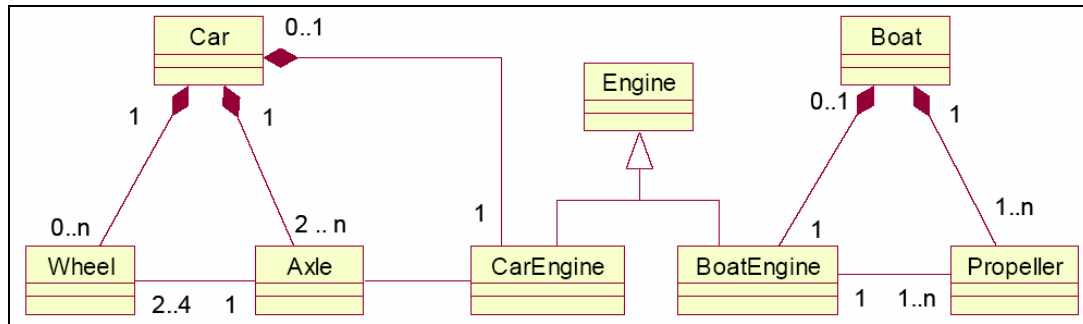 Car
0..1
Boat
Engine
1
1
0..1
1
0..n
2 .. n
1
1
1..n
Wheel
Axle
CarEngine
BoatEngine
Propeller
2..4
1
1
1..n